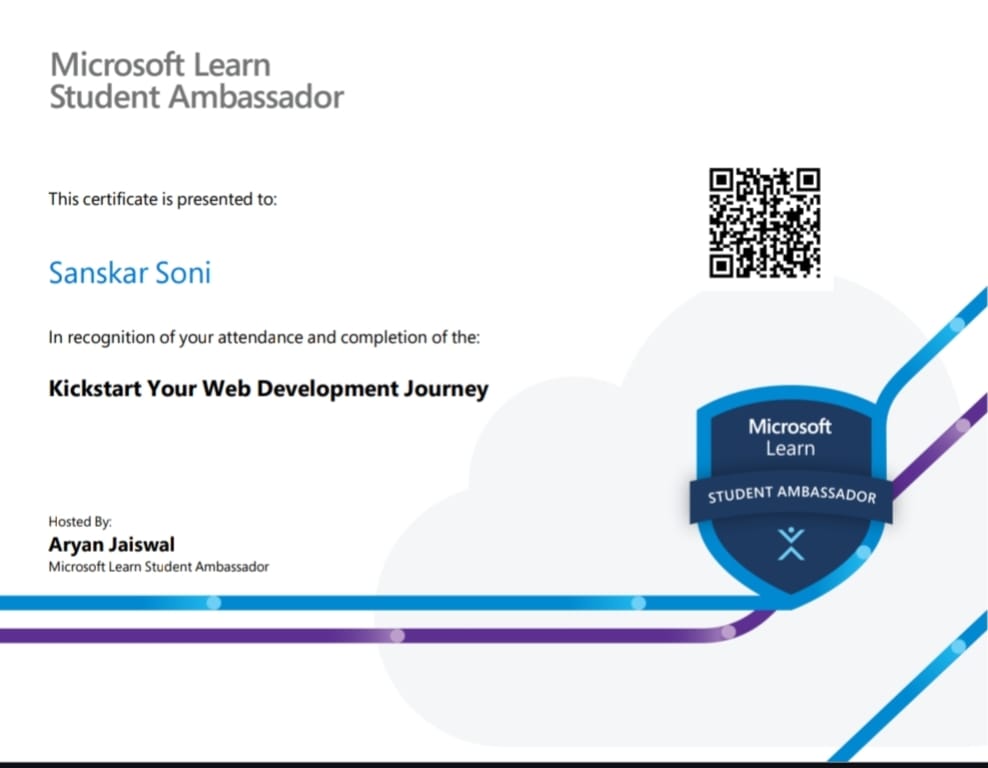 Microsoft Learn
Student Ambassador
This certificate is presented to:
Sanskar Soni
In recognition of your attendance and completion of the:
Kickstart Your Web Development Journey
Microsoft
Learn
STUDENT AMBASSADOR
Hosted By:
Aryan Jaiswal
Microsoft Learn Student Ambassador